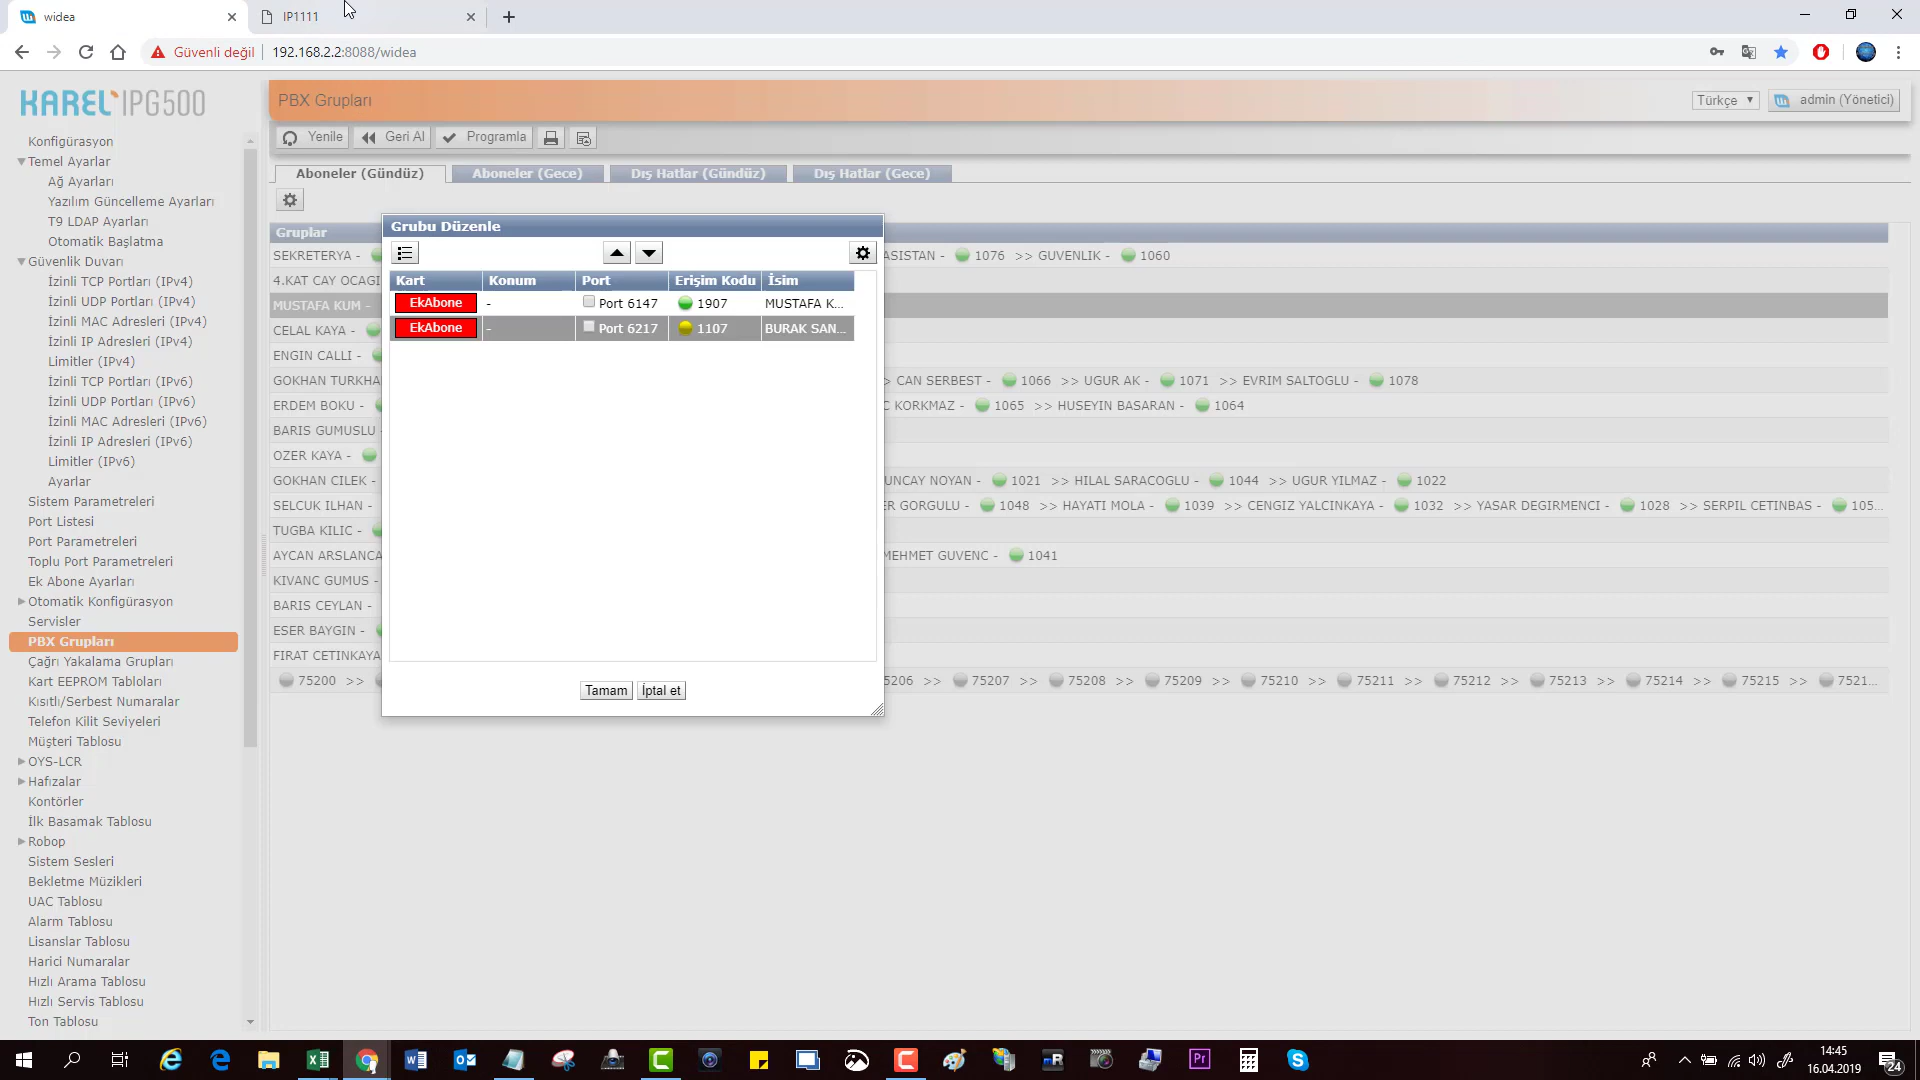 widea
IP1111
Güvenli değil
192.168.2.2:8088/widea
KAREL IPG500
PBX Grupları
Türkçe
admin (Yönetici)
Yenile
Geri Al
Programla
Aboneler (Gündüz)
Aboneler (Gece)
Dış Hatlar (Gündüz)
Dış Hatlar (Gece)
Konfigürasyon
Temel Ayarlar
Ağ Ayarları
Yazılım Güncelleme Ayarları
T9 LDAP Ayarları
Otomatik Başlatma
Güvenlik Duvarı
İzinli TCP Portları (IPv4)
İzinli UDP Portları (IPv4)
İzinli MAC Adresleri (IPv4)
İzinli IP Adresleri (IPv4)
Limitler (IPv4)
İzinli TCP Portları (IPv6)
İzinli UDP Portları (IPv6)
İzinli MAC Adresleri (IPv6)
İzinli IP Adresleri (IPv6)
Limitler (IPv6)
Ayarlar
Sistem Parametreleri
Port Listesi
Port Parametreleri
Toplu Port Parametreleri
Ek Abone Ayarları
Otomatik Konfigürasyon
Servisler
PBX Grupları
Çağrı Yakalama Grupları
Kart EEPROM Tabloları
Kısıtlı/Serbest Numaralar
Telefon Kilit Seviyeleri
Müşteri Tablosu
OYS-LCR
Hafızalar
Kontörler
İlk Basamak Tablosu
Robop
Sistem Sesleri
Bekletme Müzikleri
UAC Tablosu
Alarm Tablosu
Lisanslar Tablosu
Harici Numaralar
Hızlı Arama Tablosu
Hızlı Servis Tablosu
Ton Tablosu
Gruplar
SEKRETERYA -
ASISTAN - 1076 >> GUVENLIK - 1060
4.KAT CAY OCAGI
MUSTAFA KUM -
CELAL KAYA -
ENGIN CALLI -
GOKHAN TURKHA
> CAN SERBEST - 1066 >> UGUR AK - 1071 >> EVRIM SALTOGLU - 1078
ERDEM BOKU -
C KORKMAZ - 1065 >> HUSEYIN BASARAN - 1064
BARIS GUMUSLU
OZER KAYA -
GOKHAN CILEK -
UNCAY NOYAN - 1021 >> HILAL SARACOGLU - 1044 >> UGUR YILMAZ - 1022
SELCUK ILHAN -
ER GORGULU - 1048 >> HAYATI MOLA - 1039 >> CENGIZ YALCINKAYA - 1032 >> YASAR DEGIRMENCI - 1028 >> SERPIL CETINBAS - 105...
TUGBA KILIC -
AYCAN ARSLANCA
MEHMET GUVENC - 1041
KIVANC GUMUS -
BARIS CEYLAN -
ESER BAYGIN -
FIRAT CETINKAYA
75200 >>
5206 >> 75207 >> 75208 >> 75209 >> 75210 >> 75211 >> 75212 >> 75213 >> 75214 >> 75215 >> 7521...
Grubu Düzenle
Kart Konum Port Erişim Kodu İsim
EkAbone - Port 6147 1907 MUSTAFA K...
EkAbone - Port 6217 1107 BURAK SAN...
Tamam İptal et
14:45
16.04.2019
24